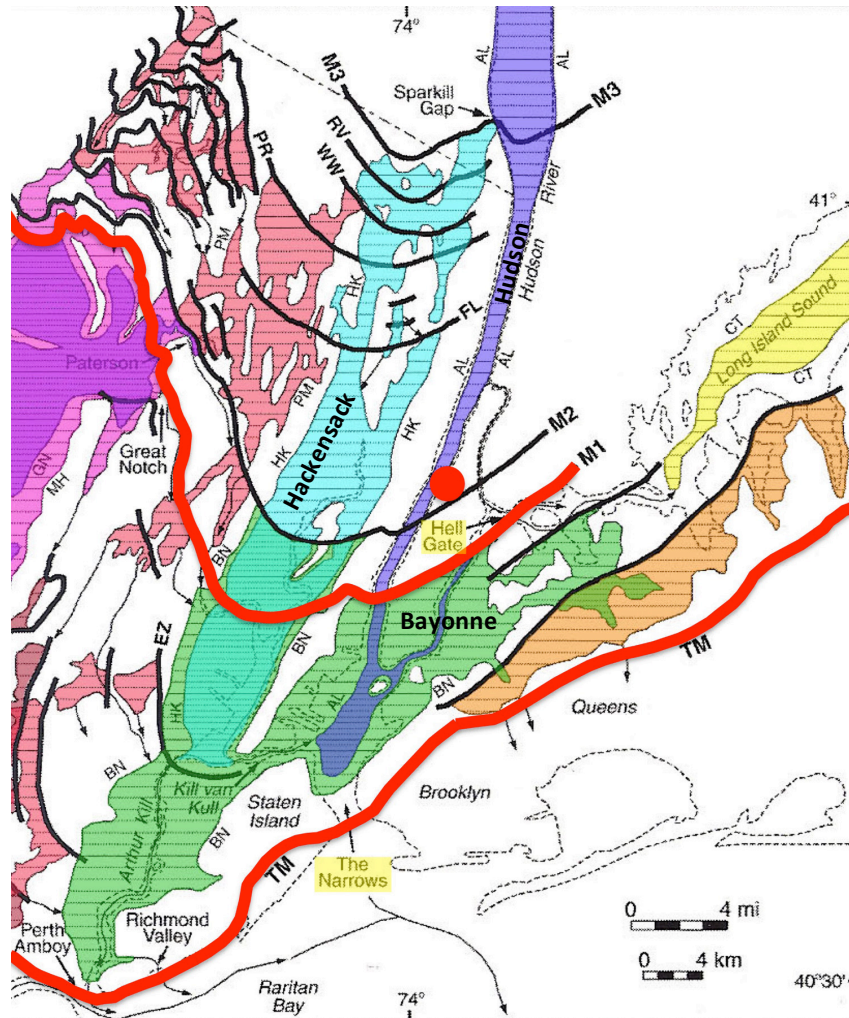 74°
AL
AL
M3
Sparkill
Gap
M3
RV
WW
PR
River
41°
PM
HK
Hudson
Hudson
CT
Long Island Sound
FL
AL
CT
Paterson
AL
PM
HK
M2
Great
Notch
HK
Hackensack
M1
GN
MH
Hell
Gate
BN
Bayonne
EZ
BN
TM
HK
AL
BN
Queens
BN
Kill van
Kull
Staten
Island
Brooklyn
Arthur Kill
BN
TM
The
Narrows
Perth
Amboy
Richmond
Valley
0 4 mi
0 4 km
Raritan
Bay
74°
40°30'